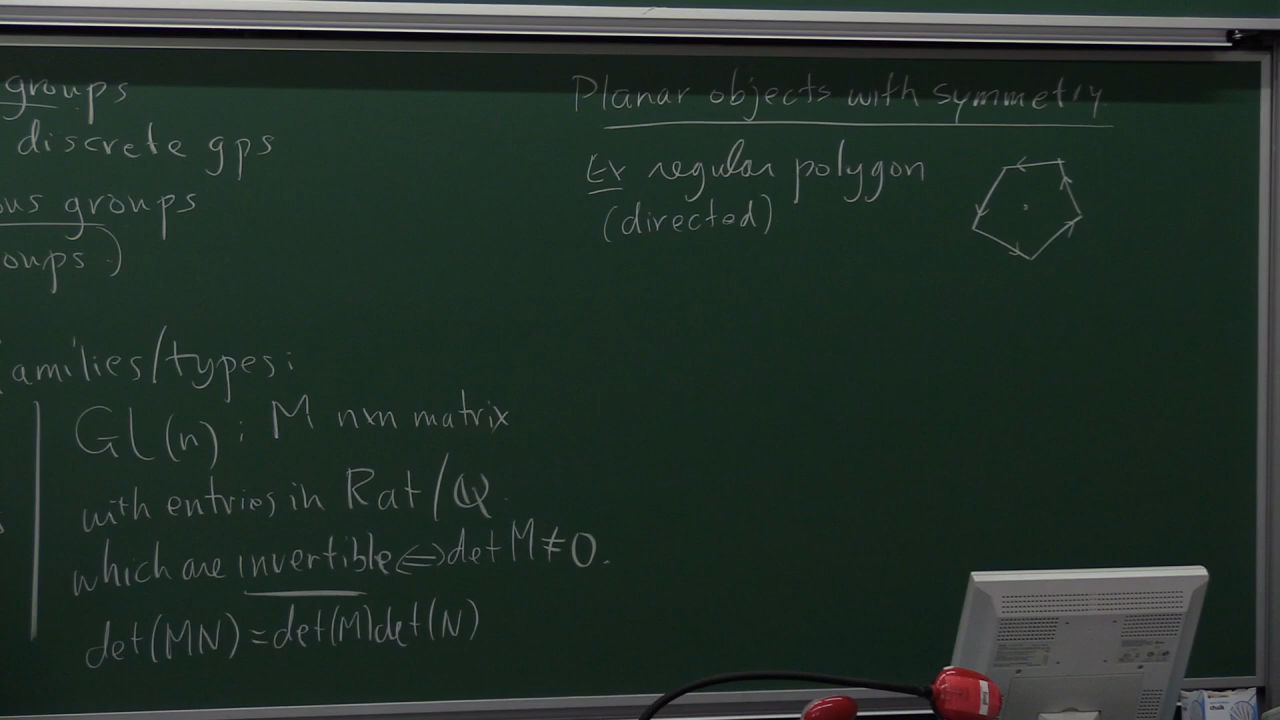 groups
discrete gps
ous groups
oups.)
amilies/types:
GL(n): M n×n matrix
with entries in Rat/Q.
which are invertible ⇔ det M ≠ 0.
det(MN) = det(M)det(N)
Planar objects with symmetry
Ex regular polygon
(directed)
chalk